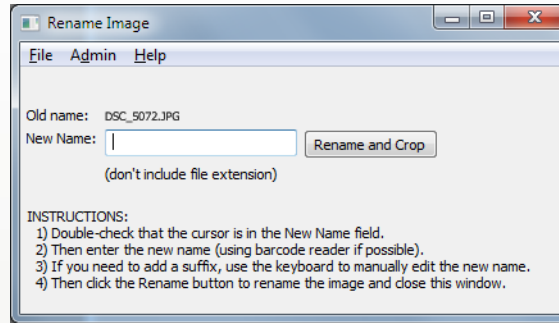 Rename Image
File Admin Help
Old name: DSC_5072.JPG
New Name: Rename and Crop
(don't include file extension)
INSTRUCTIONS:
1) Double-check that the cursor is in the New Name field.
2) Then enter the new name (using barcode reader if possible).
3) If you need to add a suffix, use the keyboard to manually edit the new name.
4) Then click the Rename button to rename the image and close this window.